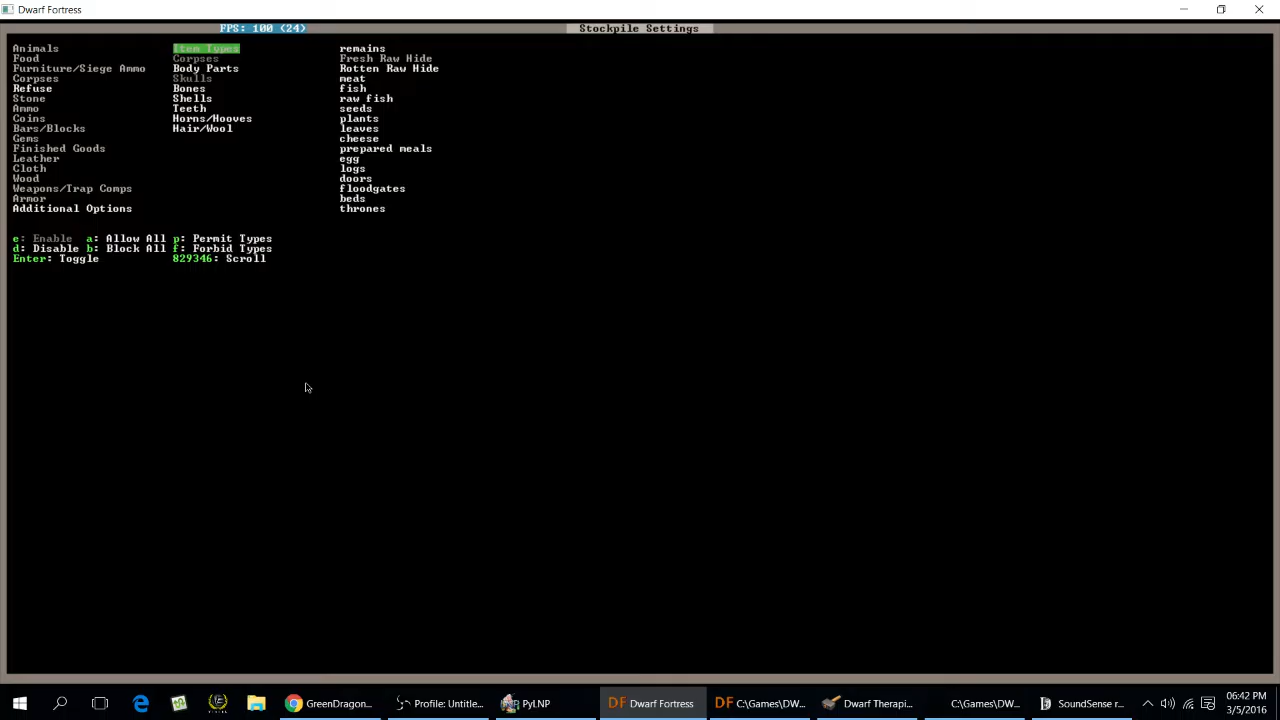 Dwarf Fortress
FPS: 100 (24)
Stockpile Settings
Animals Item Types remains
Food Corpses Fresh Raw Hide
Furniture/Siege Ammo Body Parts Rotten Raw Hide
Corpses Skulls meat
Refuse Bones fish
Stone Shells raw fish
Ammo Teeth seeds
Coins Horns/Hooves plants
Bars/Blocks Hair/Wool leaves
Gems cheese
Finished Goods prepared meals
Leather egg
Cloth logs
Wood doors
Weapons/Trap Comps floodgates
Armor beds
Additional Options thrones
e: Enable a: Allow All p: Permit Types
d: Disable b: Block All f: Forbid Types
Enter: Toggle 829346: Scroll
GreenDragon... Profile: Untitle... PyLNP DF Dwarf Fortress DF C:\Games\DW... Dwarf Therapi... C:\Games\DW... SoundSense r...
06:42 PM
3/5/2016